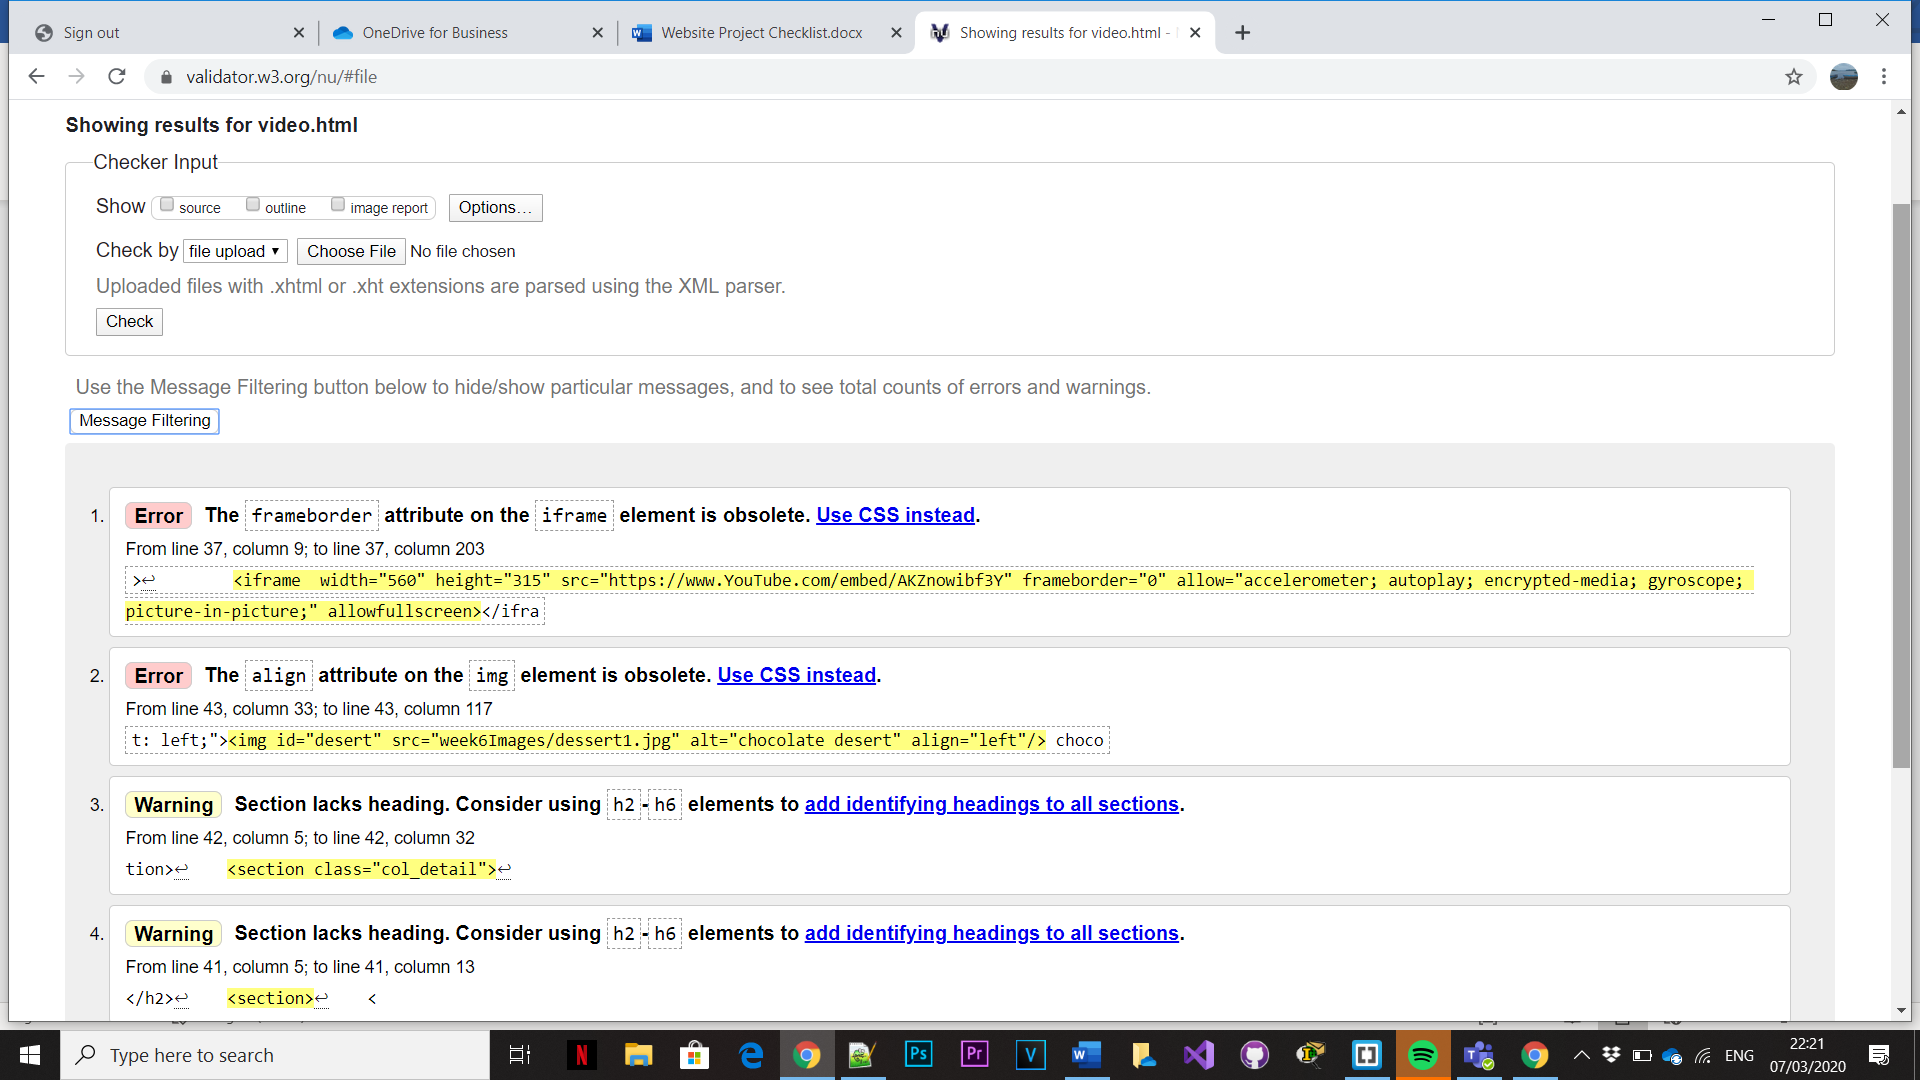 Sign out
OneDrive for Business
Website Project Checklist.docx
Showing results for video.html -
validator.w3.org/nu/#file
Showing results for video.html
Checker Input
Show source outline image report Options...
Check by file upload Choose File No file chosen
Uploaded files with .xhtml or .xht extensions are parsed using the XML parser.
Check
Use the Message Filtering button below to hide/show particular messages, and to see total counts of errors and warnings.
Message Filtering
1. Error The frameborder attribute on the iframe element is obsolete. Use CSS instead.
From line 37, column 9; to line 37, column 203
>↩ <iframe  width="560" height="315" src="https://www.YouTube.com/embed/AKZnowibf3Y" frameborder="0" allow="accelerometer; autoplay; encrypted-media; gyroscope;
picture-in-picture;" allowfullscreen></ifra
2. Error The align attribute on the img element is obsolete. Use CSS instead.
From line 43, column 33; to line 43, column 117
t: left;"><img id="desert" src="week6Images/dessert1.jpg" alt="chocolate desert" align="left"/> choco
3. Warning Section lacks heading. Consider using h2-h6 elements to add identifying headings to all sections.
From line 42, column 5; to line 42, column 32
tion>↩ <section class="col_detail">↩
4. Warning Section lacks heading. Consider using h2-h6 elements to add identifying headings to all sections.
From line 41, column 5; to line 41, column 13
</h2>↩ <section>↩ <
Type here to search
N
Ps
Pr
V
ENG
22:21
07/03/2020